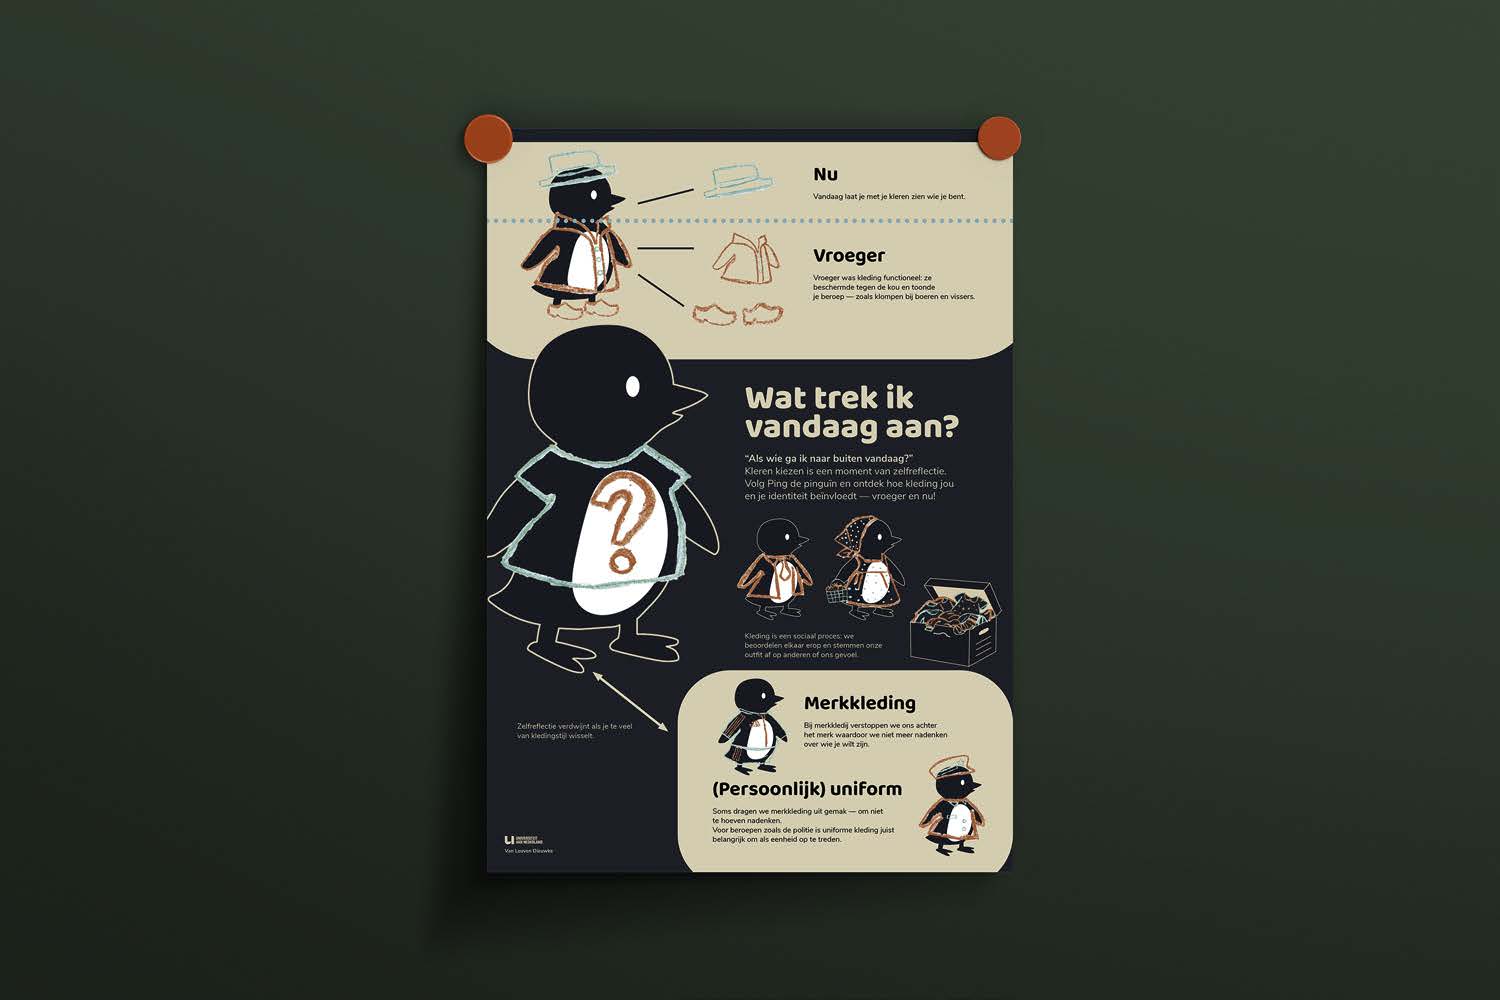 Nu
Vandaag laat je met je kleren zien wie je bent.
Vroeger
Vroeger was kleding functioneel: ze
beschermde tegen de kou en toonde
je beroep — zoals klompen bij boeren en vissers.
Wat trek ik
vandaag aan?
“Als wie ga ik naar buiten vandaag?”
Kleren kiezen is een moment van zelfreflectie.
Volg Ping de pinguïn en ontdek hoe kleding jou
en je identiteit beïnvloedt — vroeger en nu!
Kleding is een sociaal proces: we
beoordelen elkaar erop en stemmen onze
outfit af op anderen of ons gevoel.
Zelfreflectie verdwijnt als je te veel
van kledingstijl wisselt.
Merkkleding
Bij merkkledij verstoppen we ons achter
het merk waardoor we niet meer nadenken
over wie je wilt zijn.
(Persoonlijk) uniform
Soms dragen we merkkleding uit gemak — om niet
te hoeven nadenken.
Voor beroepen zoals de politie is uniforme kleding juist
belangrijk om als eenheid op te treden.
UNIVERSITEIT
VAN NEDERLAND
Van Leuven Dieuwke